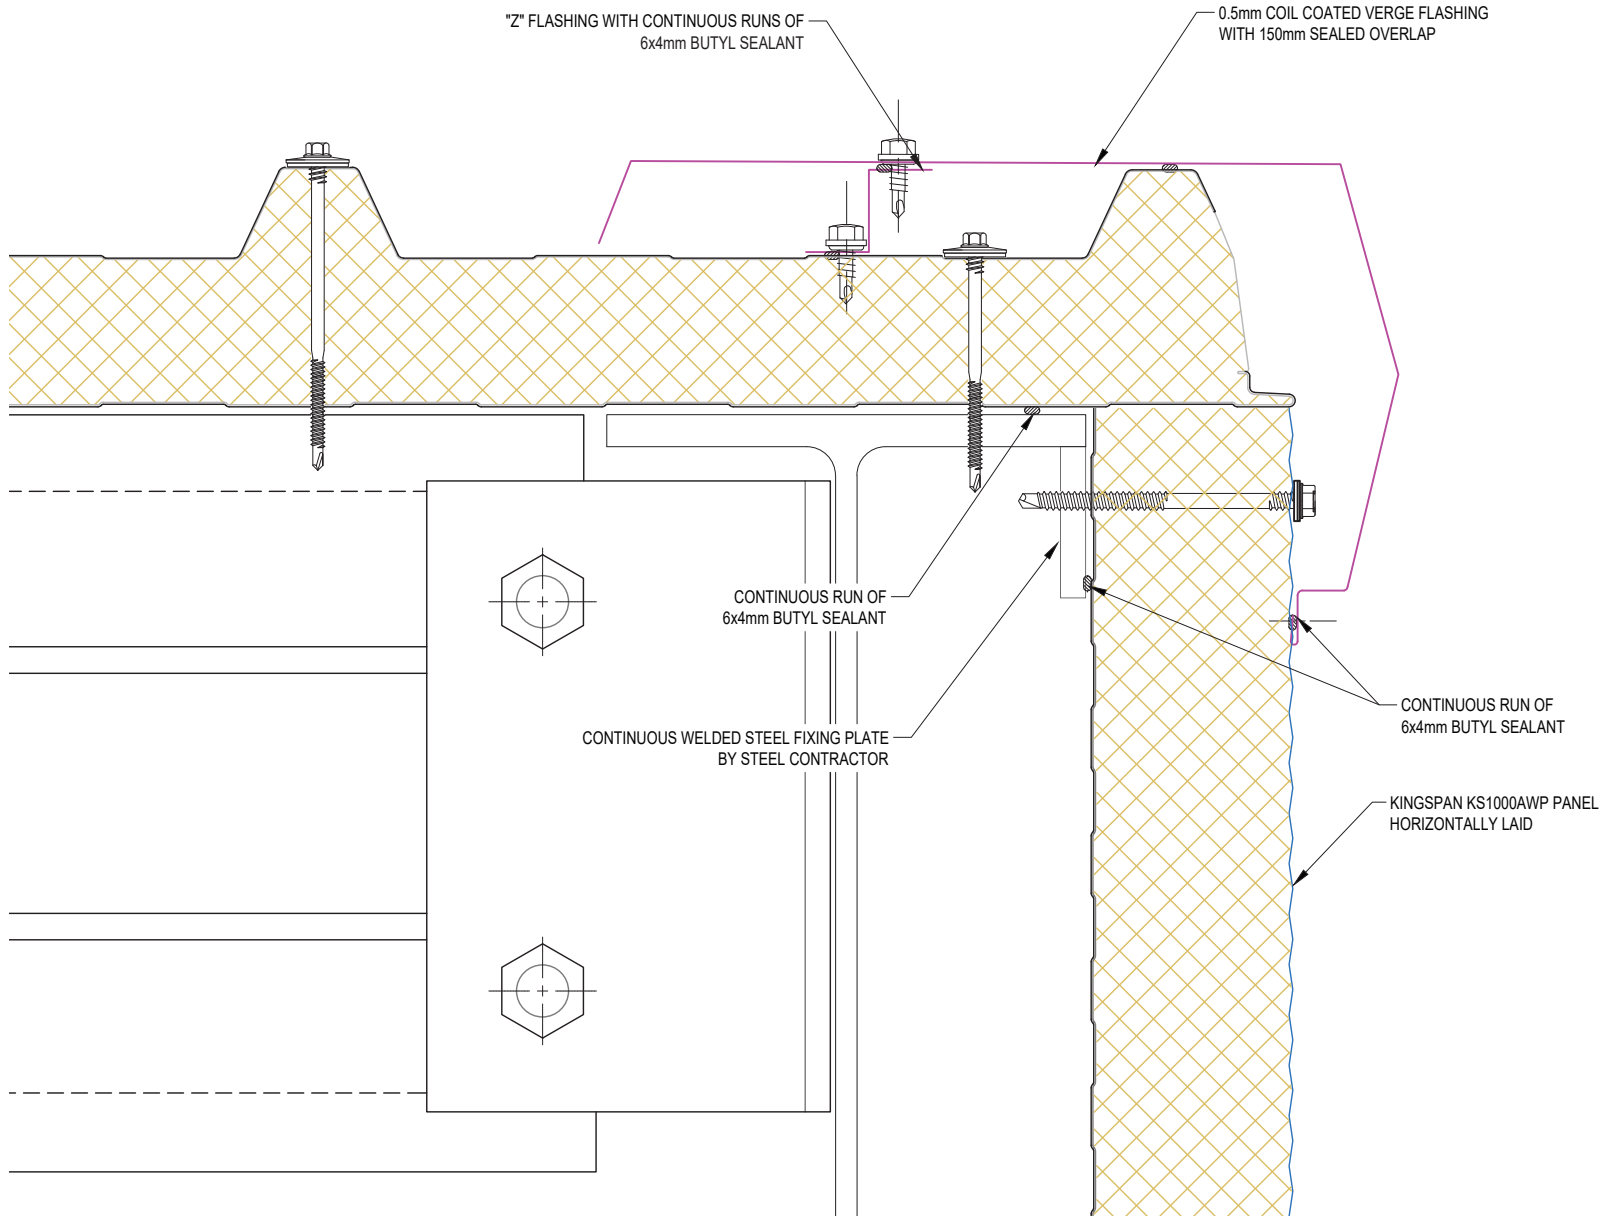 "Z" FLASHING WITH CONTINUOUS RUNS OF
6x4mm BUTYL SEALANT
0.5mm COIL COATED VERGE FLASHING
WITH 150mm SEALED OVERLAP
CONTINUOUS RUN OF
6x4mm BUTYL SEALANT
CONTINUOUS WELDED STEEL FIXING PLATE
BY STEEL CONTRACTOR
CONTINUOUS RUN OF
6x4mm BUTYL SEALANT
KINGSPAN KS1000AWP PANEL
HORIZONTALLY LAID